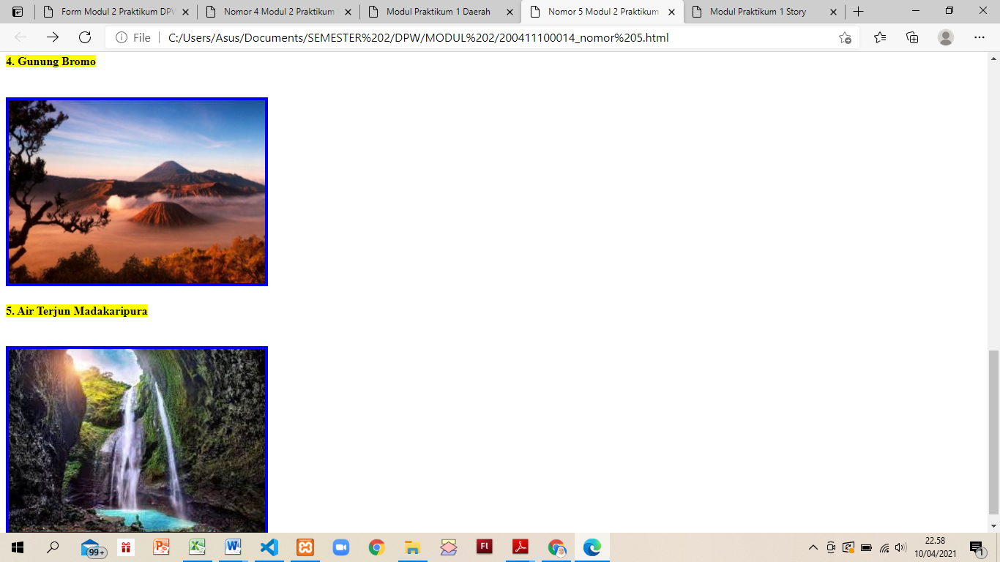 Form Modul 2 Praktikum DPW
Nomor 4 Modul 2 Praktikum
Modul Praktikum 1 Daerah
Nomor 5 Modul 2 Praktikum
Modul Praktikum 1 Story
File
C:/Users/Asus/Documents/SEMESTER%202/DPW/MODUL%202/200411100014_nomor%205.html
4. Gunung Bromo
5. Air Terjun Madakaripura
99+
Fl
22.58
10/04/2021
1